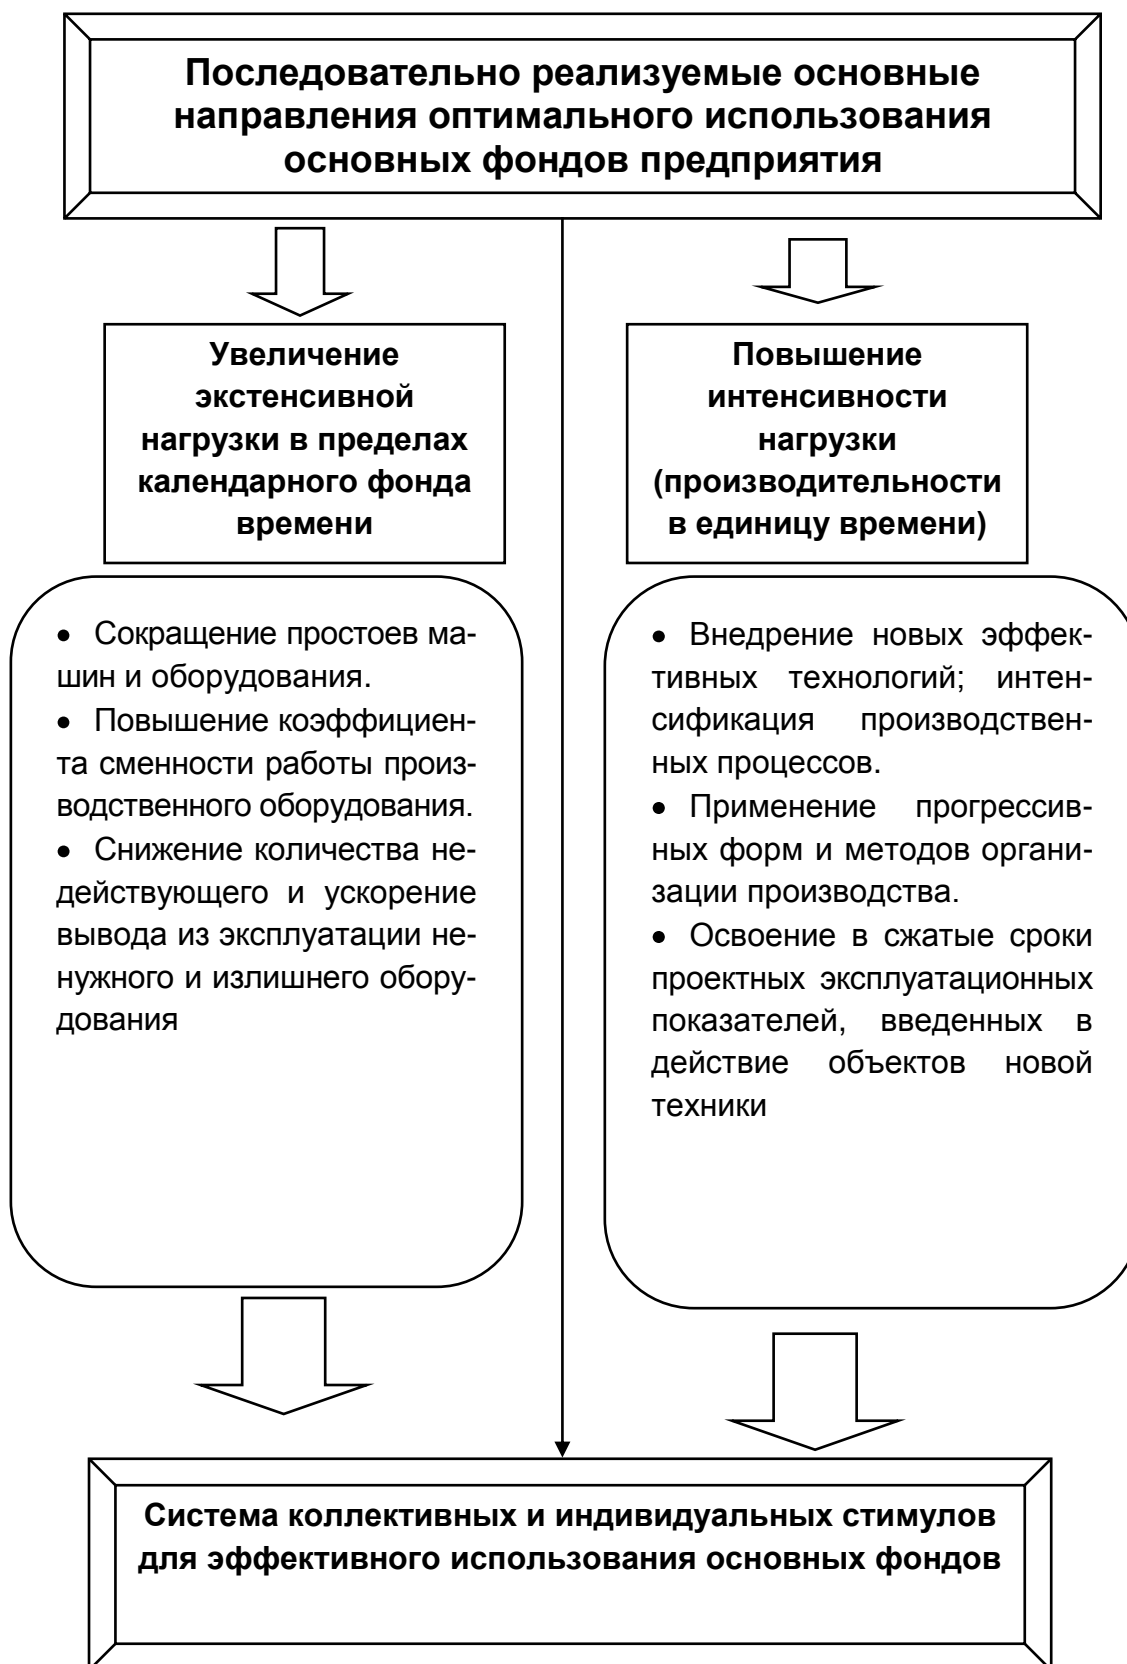 Последовательно реализуемые основные
направления оптимального использования
основных фондов предприятия
Увеличение
экстенсивной
нагрузки в пределах
календарного фонда
времени
Повышение
интенсивности
нагрузки
(производительности
в единицу времени)
• Сокращение простоев ма-
шин и оборудования.
• Повышение коэффициен-
та сменности работы произ-
водственного оборудования.
• Снижение количества не-
действующего и ускорение
вывода из эксплуатации не-
нужного и излишнего обору-
дования
• Внедрение новых эффек-
тивных технологий; интен-
сификация производствен-
ных процессов.
• Применение прогрессив-
ных форм и методов органи-
зации производства.
• Освоение в сжатые сроки
проектных эксплуатационных
показателей, введенных в
действие объектов новой
техники
Система коллективных и индивидуальных стимулов
для эффективного использования основных фондов